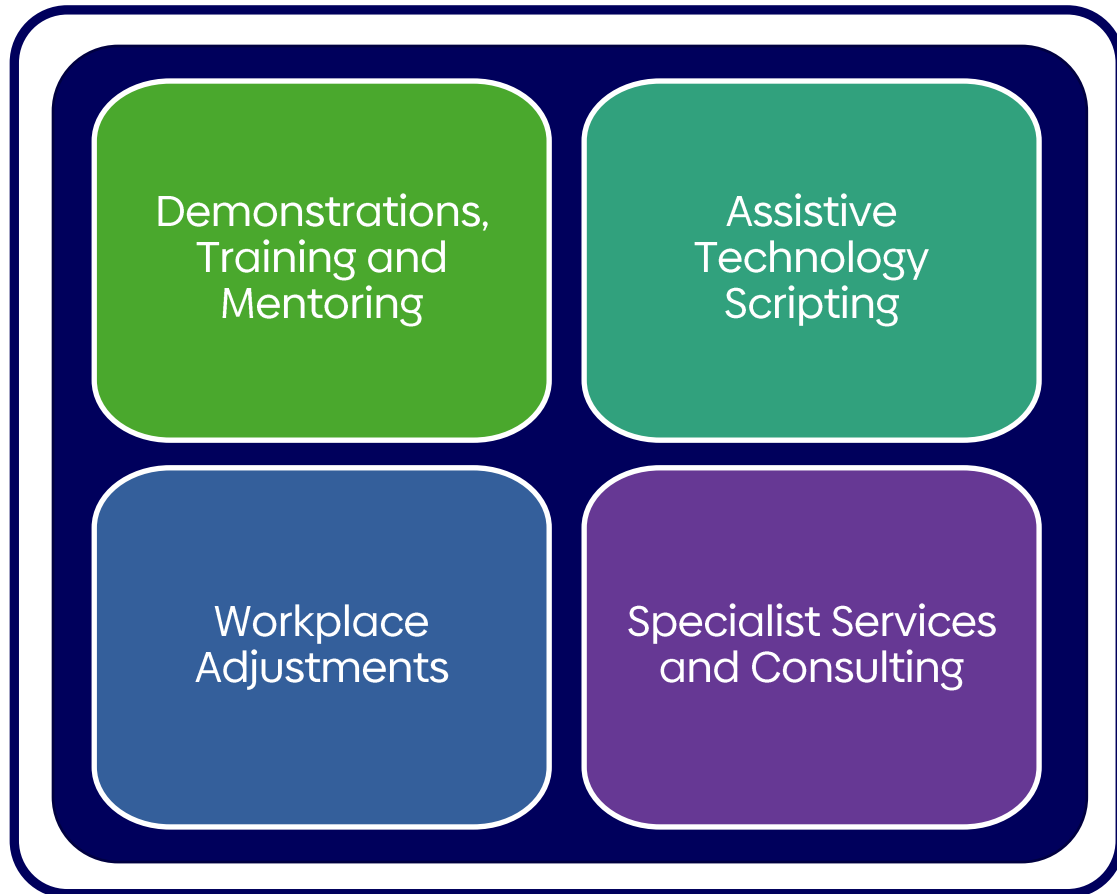 Demonstrations,
Training and
Mentoring
Assistive
Technology
Scripting
Workplace
Adjustments
Specialist Services
and Consulting